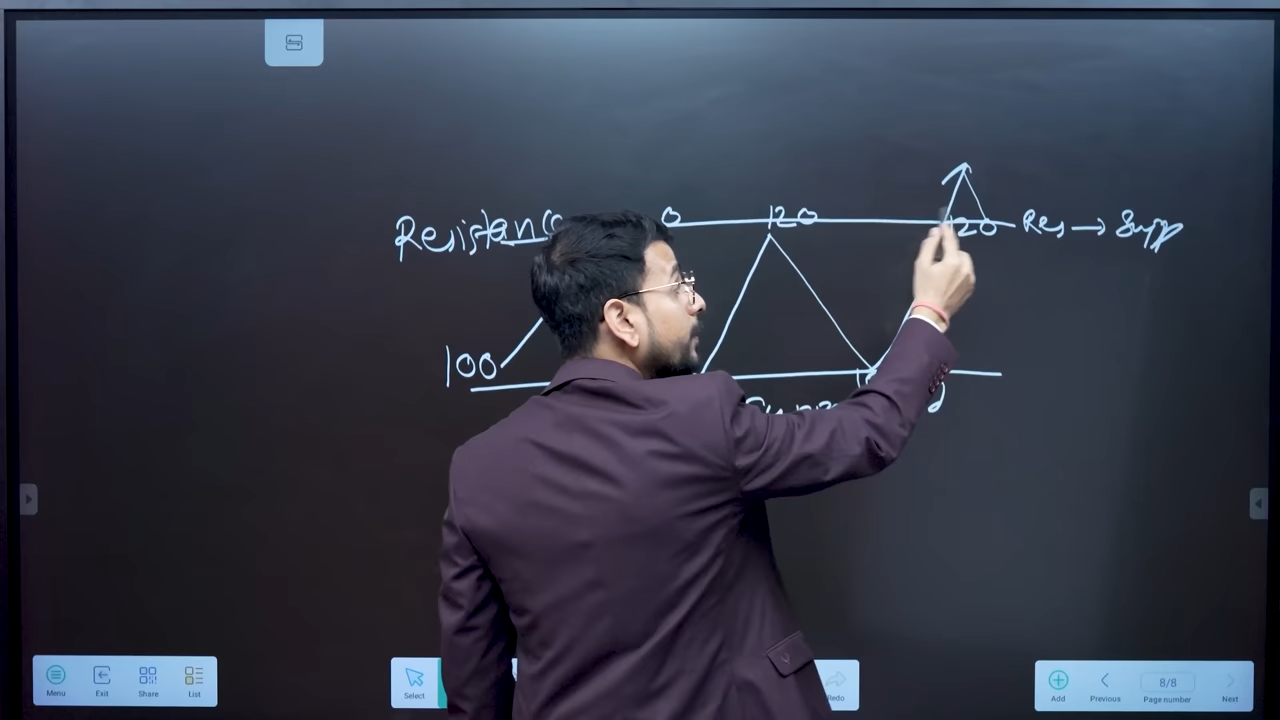 120
Resistance
20 Res → Supp
100
Menu Exit Share List
Select
Redo
Add Previous 8/8 Page number Next